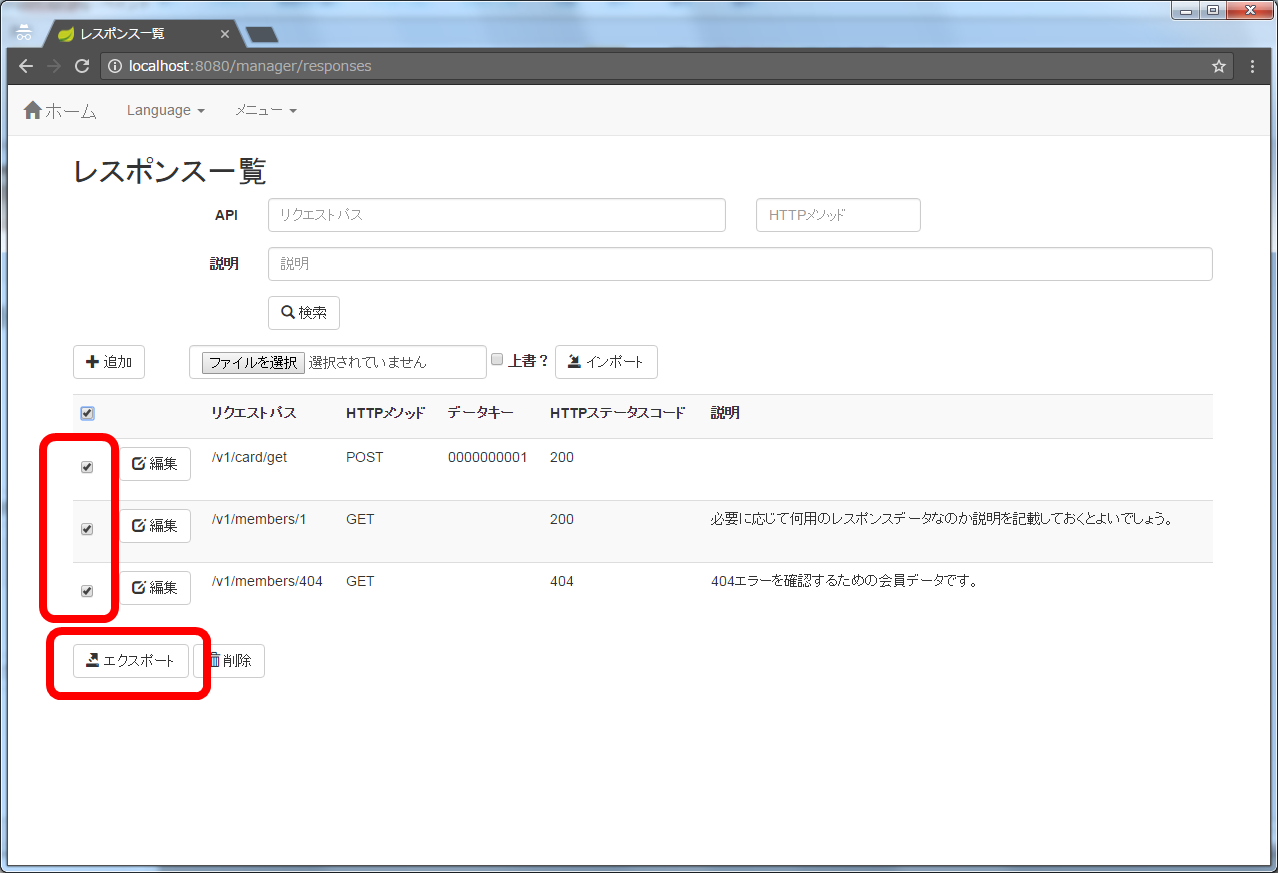 レスポンス一覧
localhost:8080/manager/responses
ホーム Language メニュー
レスポンス一覧
API リクエストパス HTTPメソッド
説明 説明
検索
追加 ファイルを選択 選択されていません 上書? インポート
リクエストパス HTTPメソッド データキー HTTPステータスコード 説明
編集 /v1/card/get POST 0000000001 200
編集 /v1/members/1 GET 200 必要に応じて何用のレスポンスデータなのか説明を記載しておくとよいでしょう。
編集 /v1/members/404 GET 404 404エラーを確認するための会員データです。
エクスポート 削除